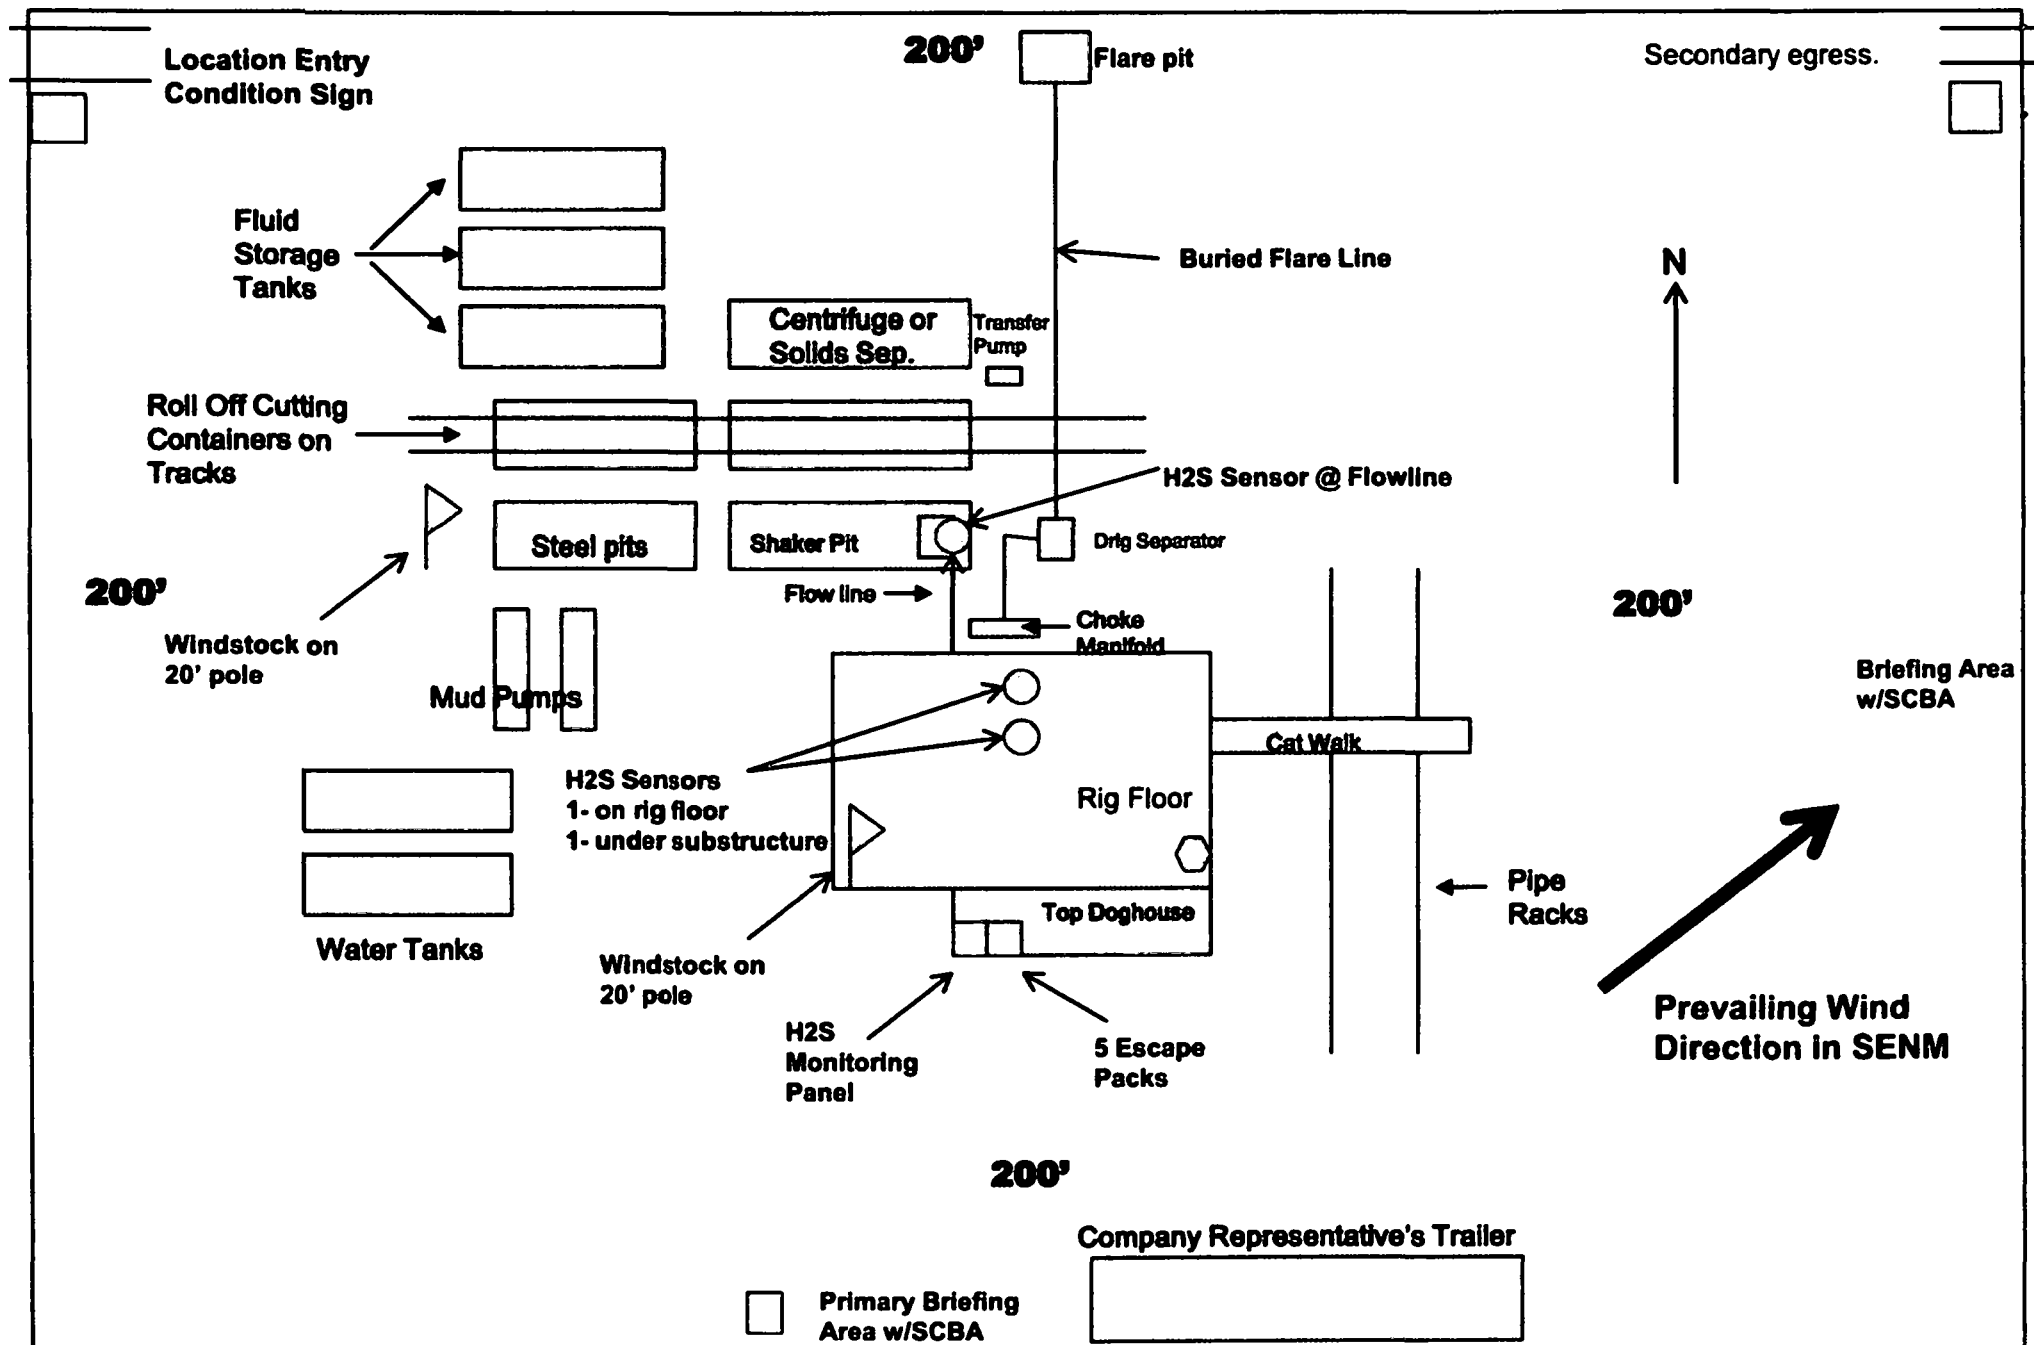 Location Entry
Condition Sign
200'
Flare pit
Secondary egress.
Fluid
Storage
Tanks
Buried Flare Line
N
Centrifuge or
Solids Sep.
Transfer
Pump
Roll Off Cutting
Containers on
Tracks
H2S Sensor @ Flowline
Steel pits
Shaker Pit
Drlg Separator
200'
Flow line
200'
Choke
Manifold
Windstock on
20' pole
Mud Pumps
Briefing Area
w/SCBA
Cat Walk
H2S Sensors
1- on rig floor
1- under substructure
Rig Floor
Pipe
Racks
Top Doghouse
Water Tanks
Windstock on
20' pole
Prevailing Wind
Direction in SENM
H2S
Monitoring
Panel
5 Escape
Packs
200'
Company Representative's Trailer
Primary Briefing
Area w/SCBA